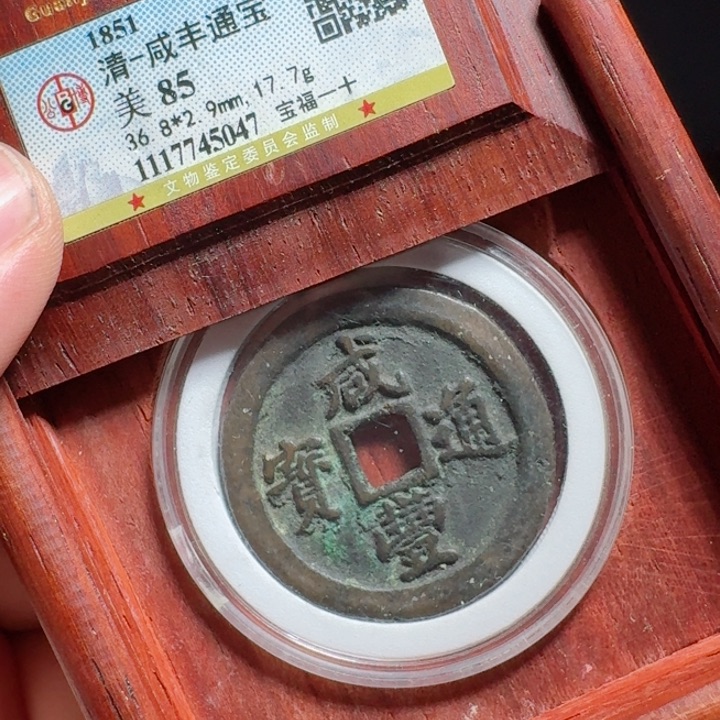 1851
清-咸丰通宝
美 85
36.8*2.9mm,17.7g
1117745047 宝福一十
文物鉴定委员会监制
咸
豐
通
寶